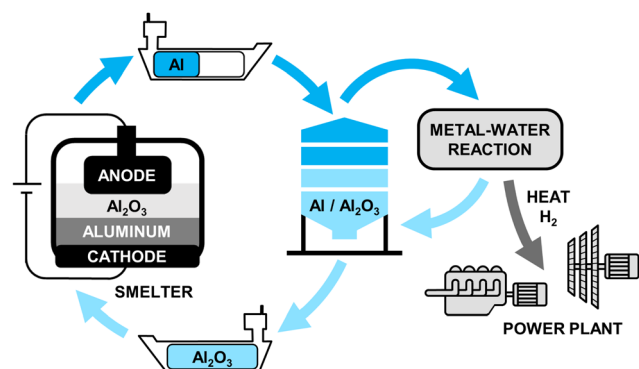 Al
METAL-WATER
REACTION
ANODE
Al₂O₃
ALUMINUM
CATHODE
SMELTER
Al / Al₂O₃
HEAT
H₂
POWER PLANT
Al₂O₃